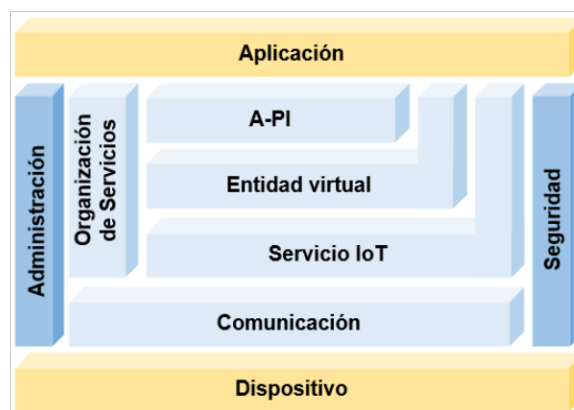 Aplicación
Administración
Organización
de Servicios
A-PI
Entidad virtual
Servicio IoT
Seguridad
Comunicación
Dispositivo